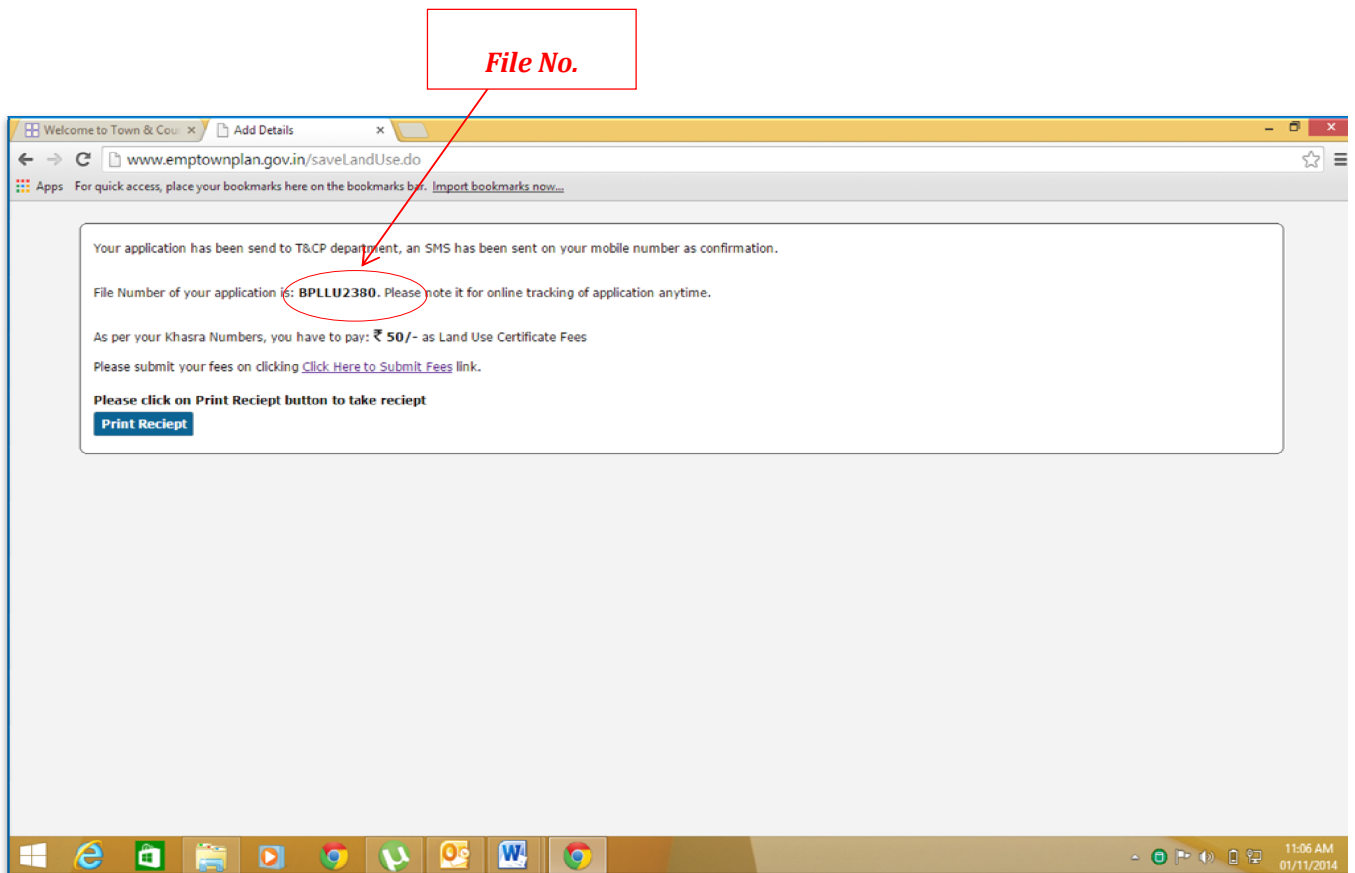 File No.
Welcome to Town & Cou
Add Details
www.emptownplan.gov.in/saveLandUse.do
Apps For quick access, place your bookmarks here on the bookmarks bar. Import bookmarks now...
Your application has been send to T&CP department, an SMS has been sent on your mobile number as confirmation.
File Number of your application is: BPLLU2380. Please note it for online tracking of application anytime.
As per your Khasra Numbers, you have to pay: ₹ 50/- as Land Use Certificate Fees
Please submit your fees on clicking Click Here to Submit Fees link.
Please click on Print Reciept button to take reciept
Print Reciept
11:06 AM
01/11/2014